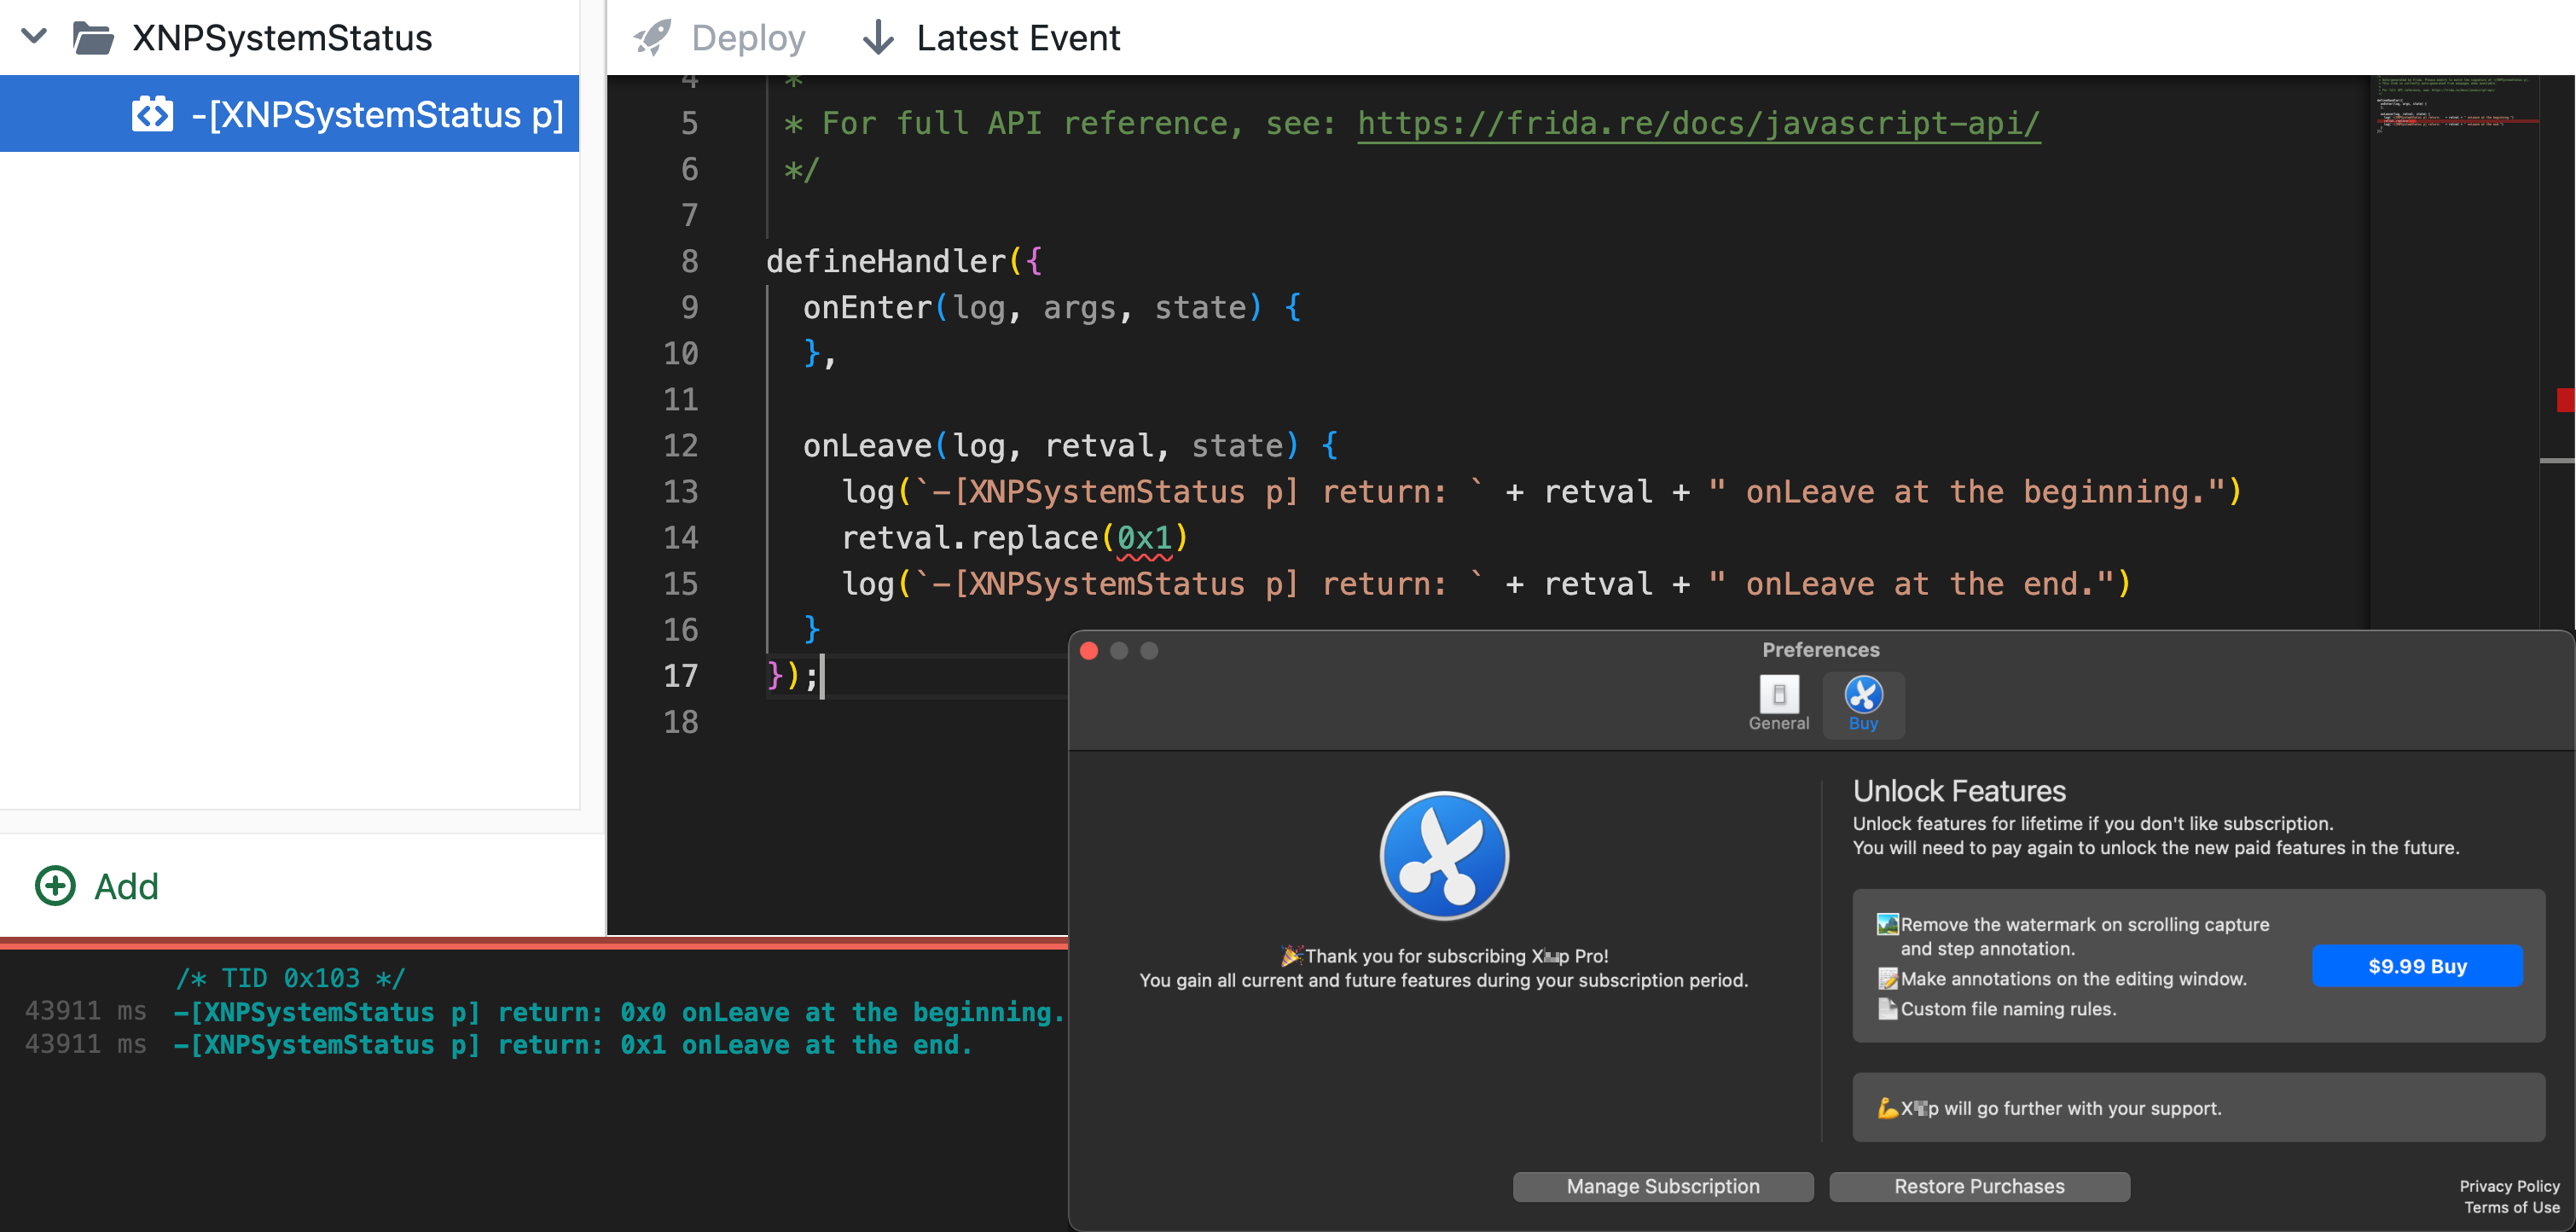 XNPSystemStatus
-[XNPSystemStatus p]
Add
Deploy
Latest Event
4 *
5 * For full API reference, see: https://frida.re/docs/javascript-api/
6 */
7
8 defineHandler({
9 onEnter(log, args, state) {
10 },
11
12 onLeave(log, retval, state) {
13 log(`-[XNPSystemStatus p] return: ` + retval + " onLeave at the beginning.")
14 retval.replace(0x1)
15 log(`-[XNPSystemStatus p] return: ` + retval + " onLeave at the end.")
16 }
17 });
18
/* TID 0x103 */
43911 ms -[XNPSystemStatus p] return: 0x0 onLeave at the beginning.
43911 ms -[XNPSystemStatus p] return: 0x1 onLeave at the end.
Preferences
General
Buy
🎉Thank you for subscribing Pro!
You gain all current and future features during your subscription period.
Unlock Features
Unlock features for lifetime if you don't like subscription.
You will need to pay again to unlock the new paid features in the future.
Remove the watermark on scrolling capture
and step annotation.
Make annotations on the editing window.
Custom file naming rules.
$9.99 Buy
💪 will go further with your support.
Manage Subscription
Restore Purchases
Privacy Policy
Terms of Use